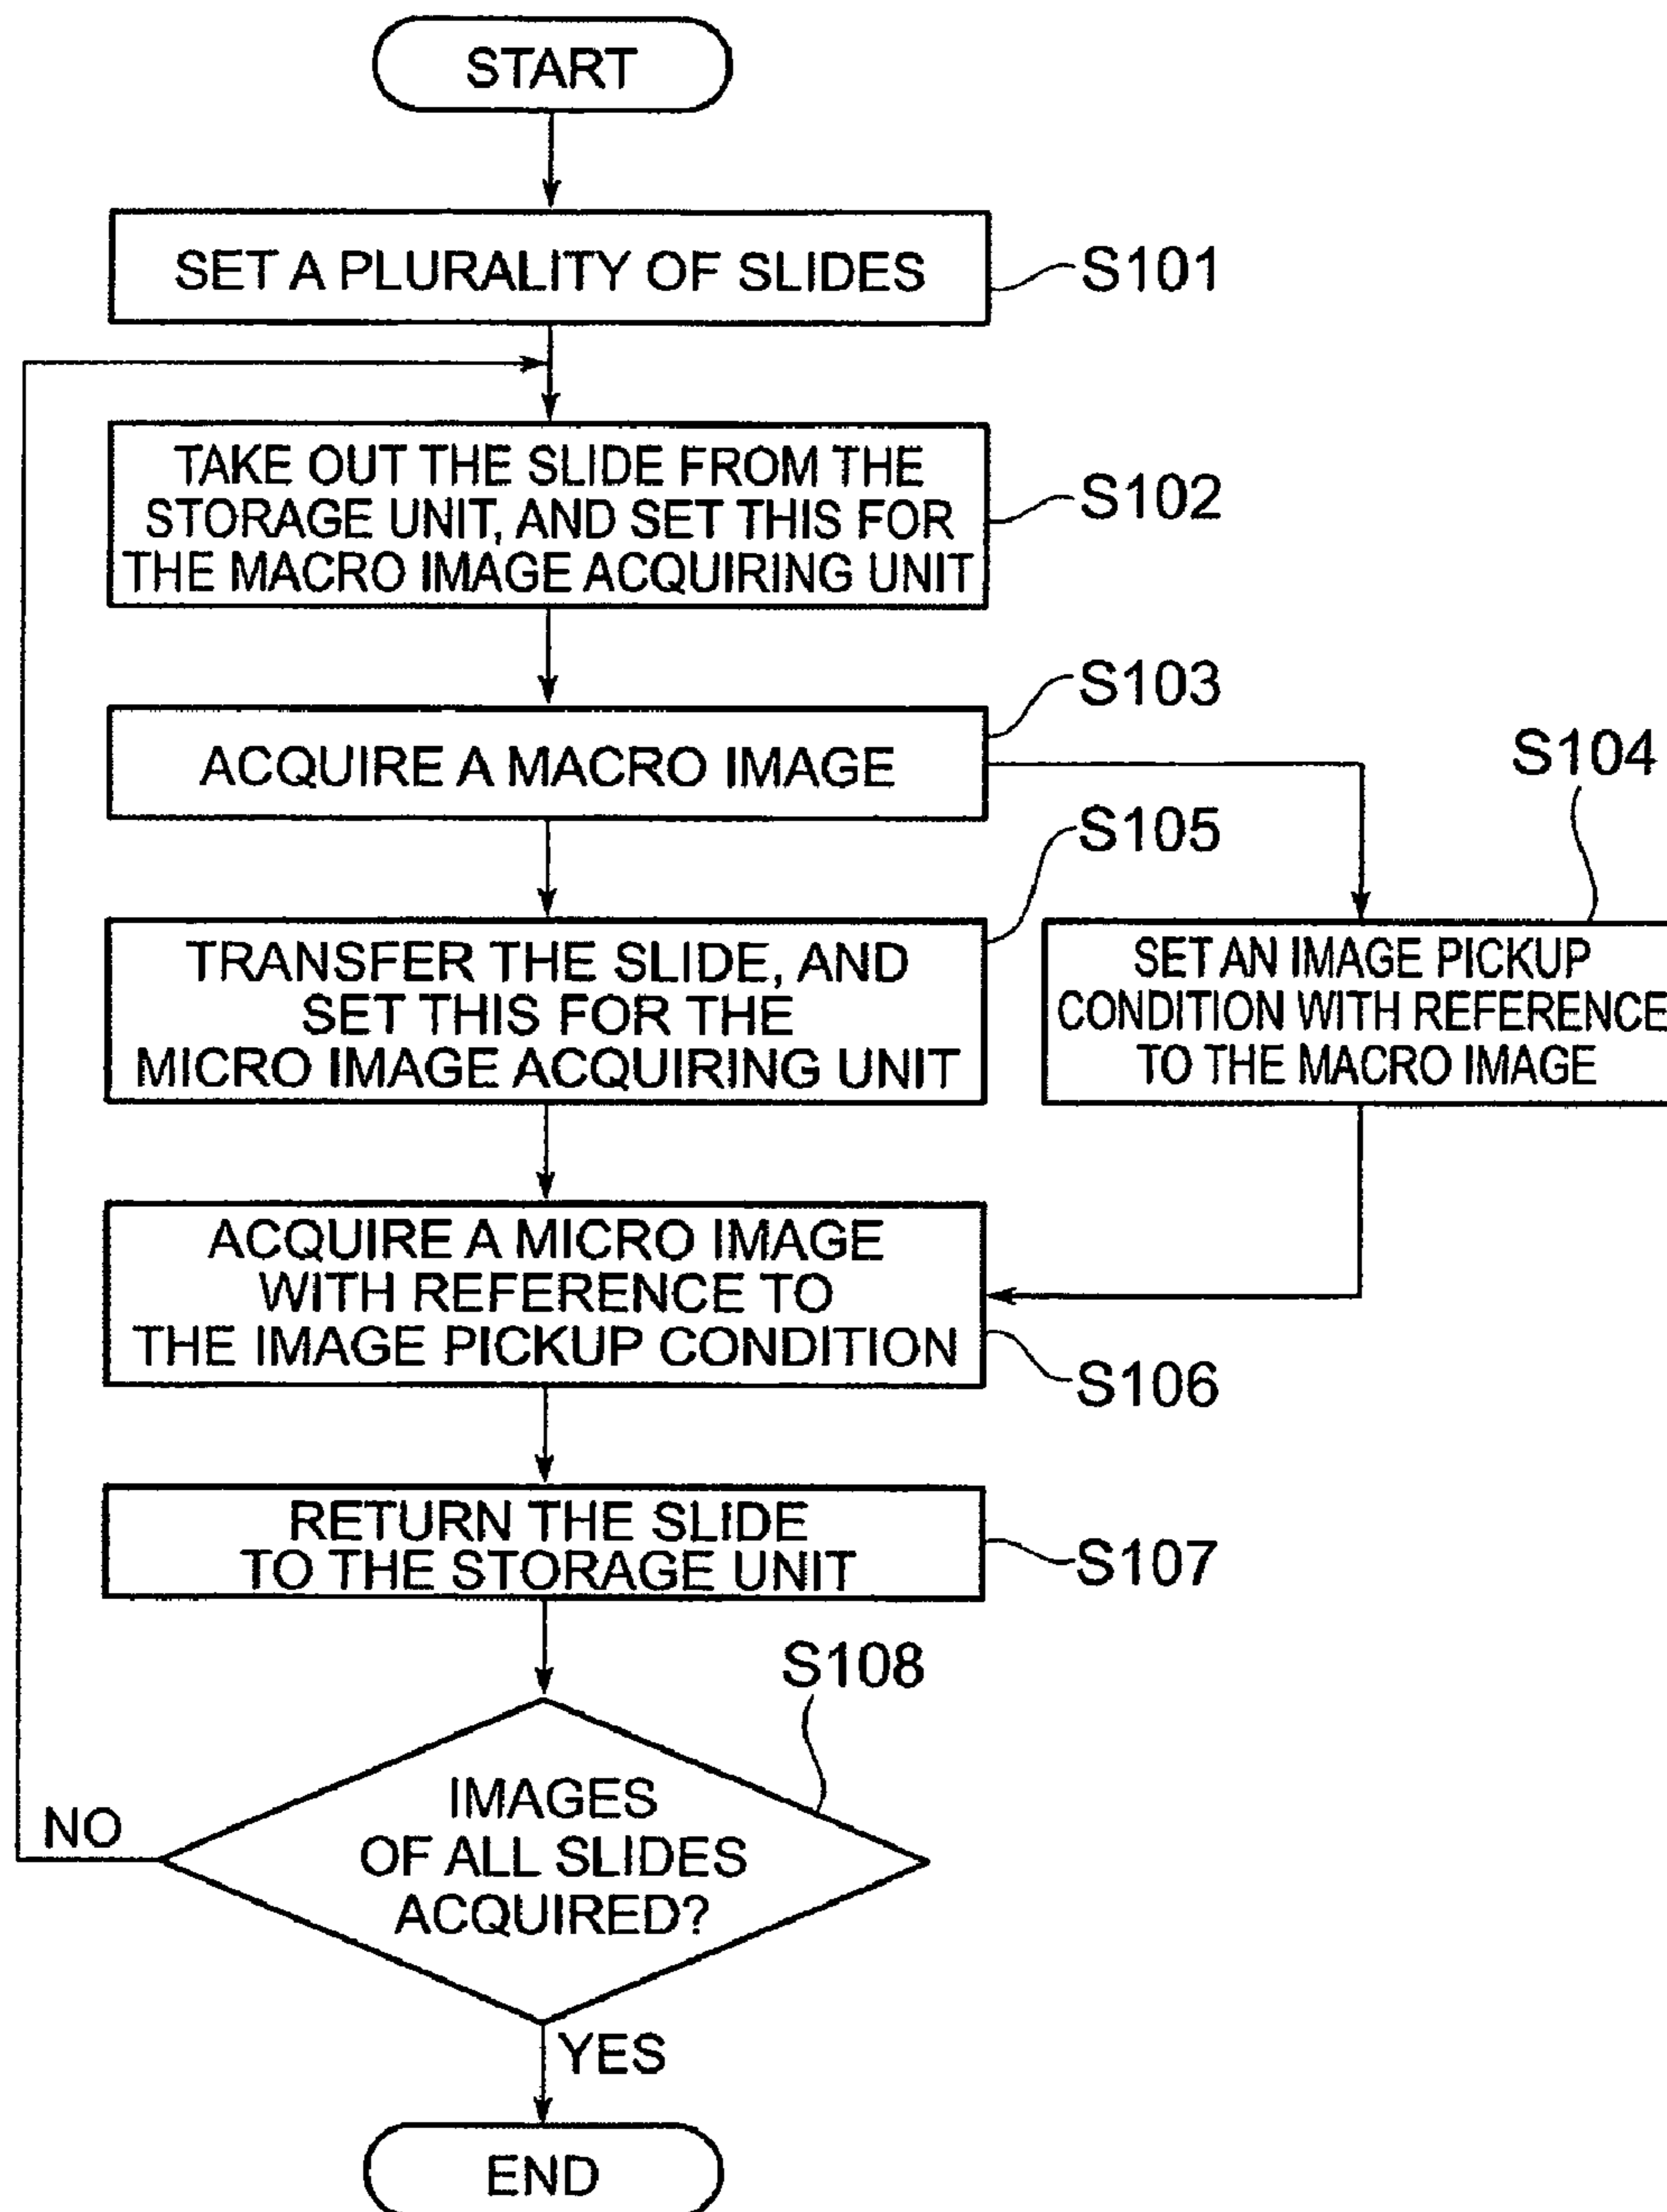 START
SET A PLURALITY OF SLIDES
S101
TAKE OUT THE SLIDE FROM THE
STORAGE UNIT, AND SET THIS FOR
THE MACRO IMAGE ACQUIRING UNIT
S102
ACQUIRE A MACRO IMAGE
S103
S104
SET AN IMAGE PICKUP
CONDITION WITH REFERENCE
TO THE MACRO IMAGE
S105
TRANSFER THE SLIDE, AND
SET THIS FOR THE
MICRO IMAGE ACQUIRING UNIT
ACQUIRE A MICRO IMAGE
WITH REFERENCE TO
THE IMAGE PICKUP CONDITION
S106
RETURN THE SLIDE
TO THE STORAGE UNIT
S107
S108
IMAGES
OF ALL SLIDES
ACQUIRED?
NO
YES
END